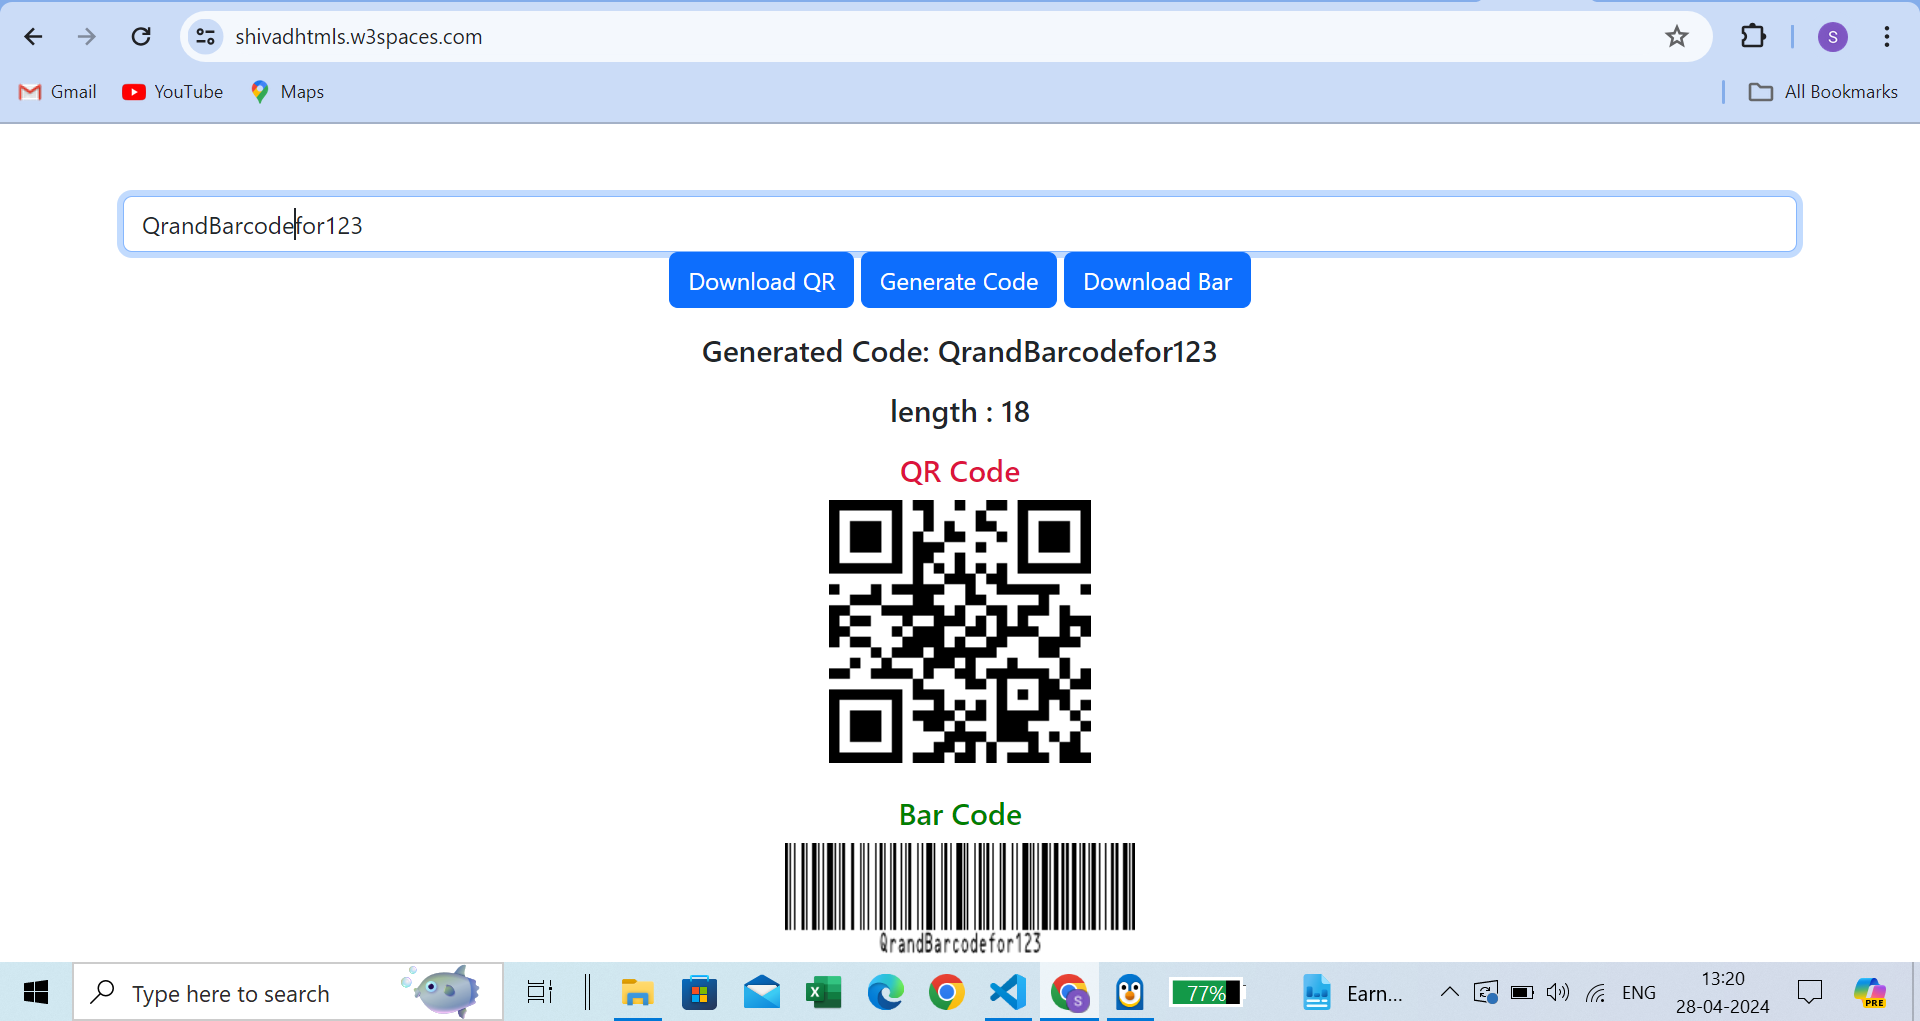 shivadhtmls.w3spaces.com
S
Gmail
YouTube
Maps
All Bookmarks
QrandBarcodefor123
Download QR
Generate Code
Download Bar
Generated Code: QrandBarcodefor123
length : 18
QR Code
Bar Code
QrandBarcodefor123
Type here to search
S
77%
Earn...
ENG
13:20
28-04-2024
PRE